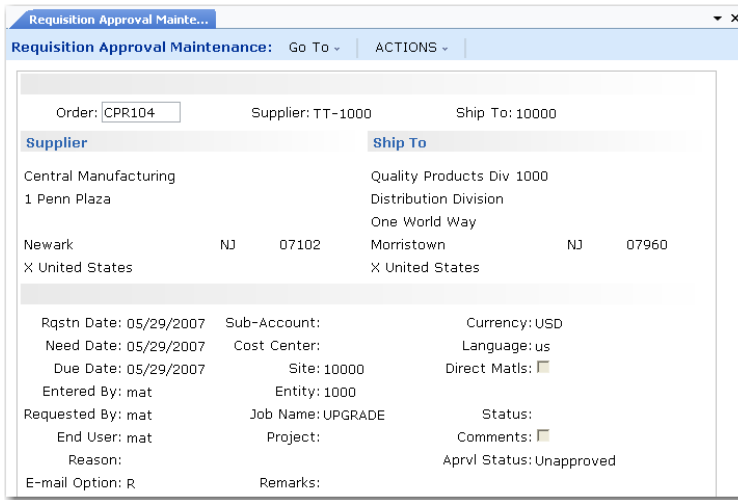 Requisition Approval Mainte...
Requisition Approval Maintenance: Go To ACTIONS
Order: CPR104 Supplier: TT-1000 Ship To: 10000
Supplier Ship To
Central Manufacturing Quality Products Div 1000
1 Penn Plaza Distribution Division
One World Way
Newark NJ 07102 Morristown NJ 07960
X United States X United States
Rqstn Date: 05/29/2007 Sub-Account: Currency: USD
Need Date: 05/29/2007 Cost Center: Language: us
Due Date: 05/29/2007 Site: 10000 Direct Matls:
Entered By: mat Entity: 1000
Requested By: mat Job Name: UPGRADE Status:
End User: mat Project: Comments:
Reason: Aprvl Status: Unapproved
E-mail Option: R Remarks: